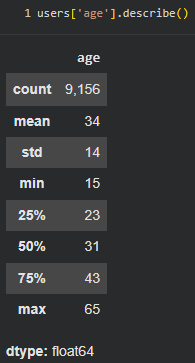 1 users['age'].describe()
age
count 9,156
mean 34
std 14
min 15
25% 23
50% 31
75% 43
max 65
dtype: float64